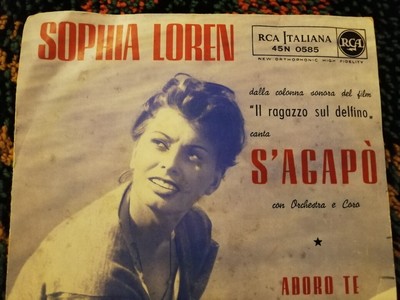 SOPHIA LOREN
RCA ITALIANA
45N 0585
RCA
NEW ORTHOPHONIC HIGH FIDELITY
dalla colonna sonora del film
"Il ragazzo sul delfino„
canta
S'AGAPÒ
con Orchestra e Coro
ADORO TE